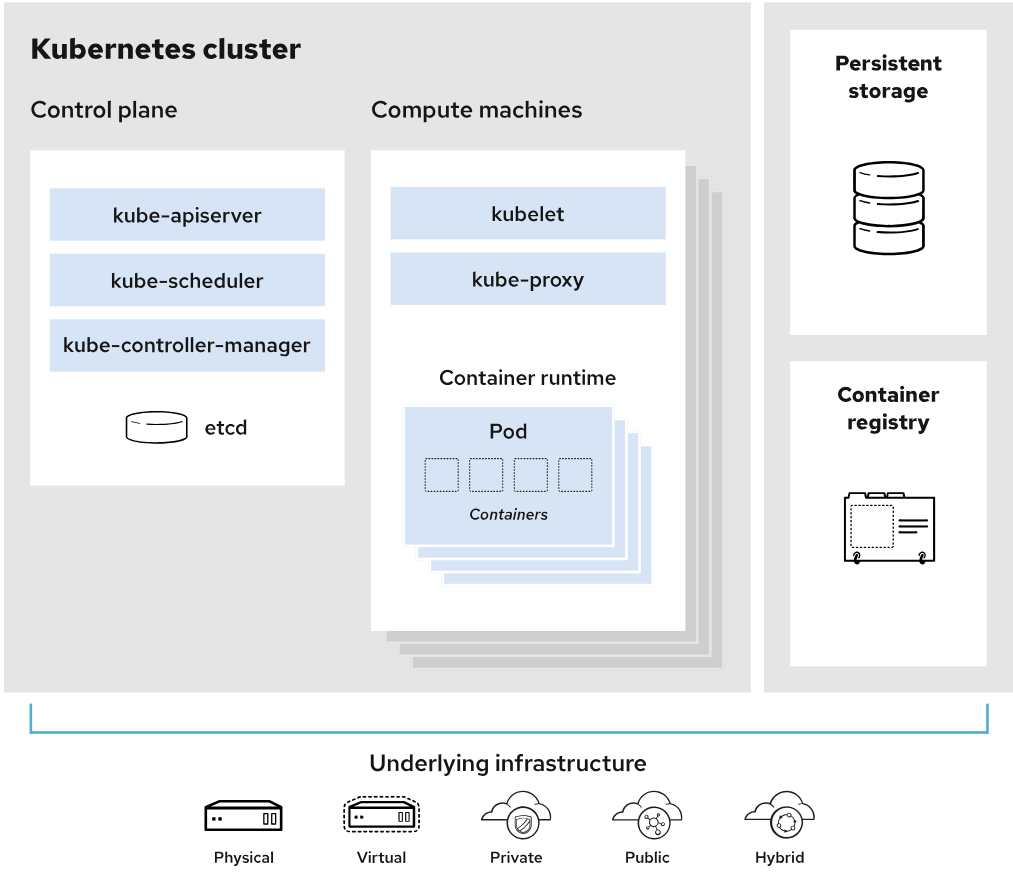 Kubernetes cluster
Control plane
kube-apiserver
kube-scheduler
kube-controller-manager
etcd
Compute machines
kubelet
kube-proxy
Container runtime
Pod
Containers
Persistent
storage
Container
registry
Underlying infrastructure
Physical
Virtual
Private
Public
Hybrid